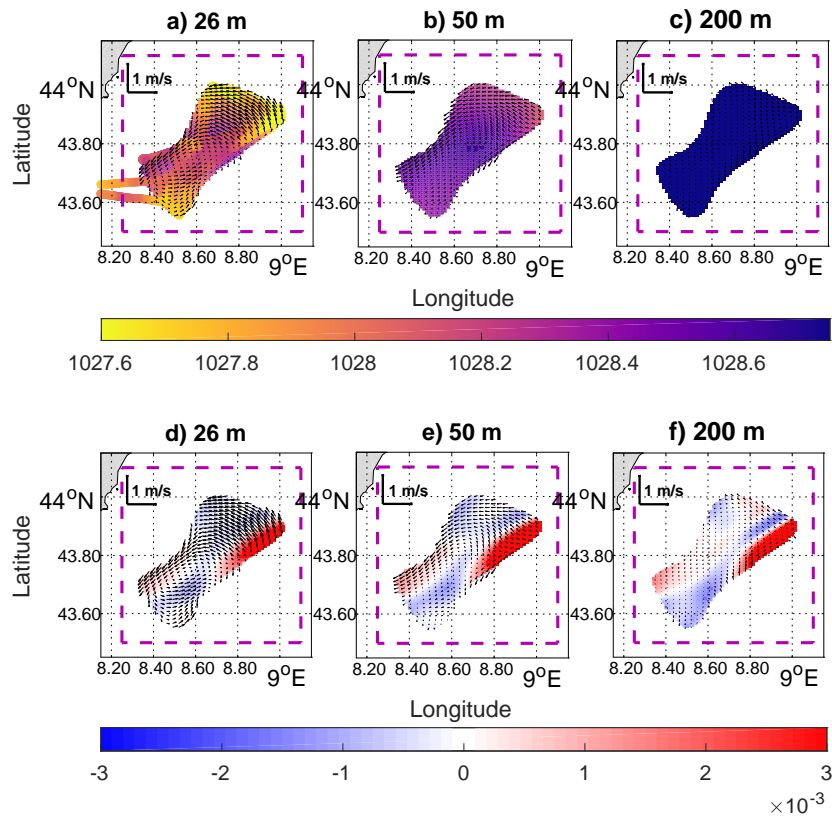 a) 26 m
b) 50 m
c) 200 m
1 m/s
1 m/s
1 m/s
44°N
44°N
44°N
43.80
43.80
43.80
43.60
43.60
43.60
Latitude
8.20 8.40 8.60 8.80 9°E
8.20 8.40 8.60 8.80 9°E
8.20 8.40 8.60 8.80 9°E
Longitude
1027.6 1027.8 1028 1028.2 1028.4 1028.6
d) 26 m
e) 50 m
f) 200 m
1 m/s
1 m/s
1 m/s
44°N
44°N
44°N
43.80
43.80
43.80
43.60
43.60
43.60
Latitude
8.20 8.40 8.60 8.80 9°E
8.20 8.40 8.60 8.80 9°E
8.20 8.40 8.60 8.80 9°E
Longitude
-3 -2 -1 0 1 2 3
×10⁻³